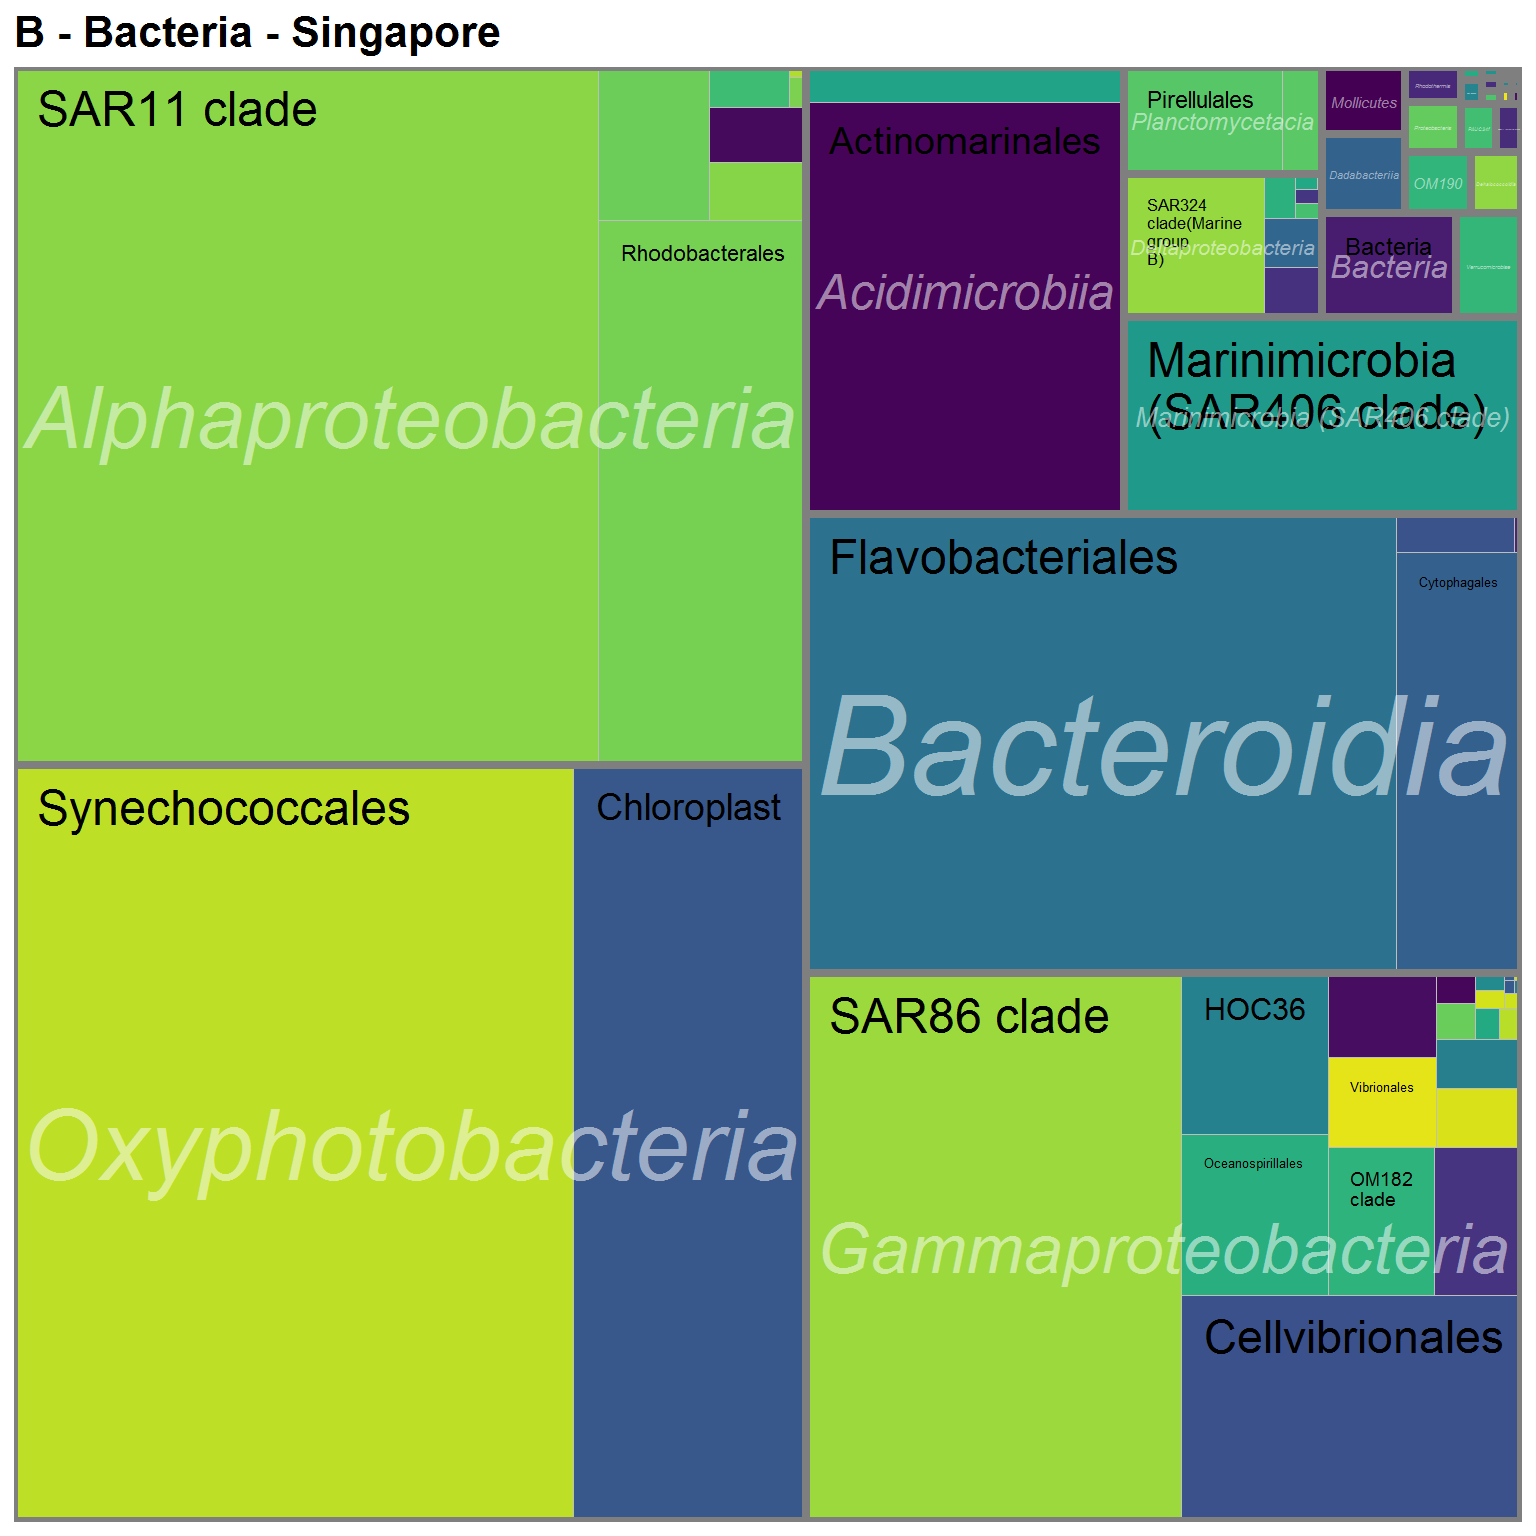 B - Bacteria - Singapore
SAR11 clade
Rhodobacterales
Alphaproteobacteria
Synechococcales
Chloroplast
Oxyphotobacteria
Actinomarinales
Acidimicrobiia
Pirellulales
Planctomycetacia
SAR324
clade(Marine
group
B)
Deltaproteobacteria
Mollicutes
Dadabacteriia
Rhodothermia
OM190
Bacteria
Bacteria
Verrucomicrobiae
Marinimicrobia
(SAR406 clade)
Marinimicrobia (SAR406 clade)
Flavobacteriales
Cytophagales
Bacteroidia
SAR86 clade
HOC36
Vibrionales
Oceanospirillales
OM182
clade
Gammaproteobacteria
Cellvibrionales